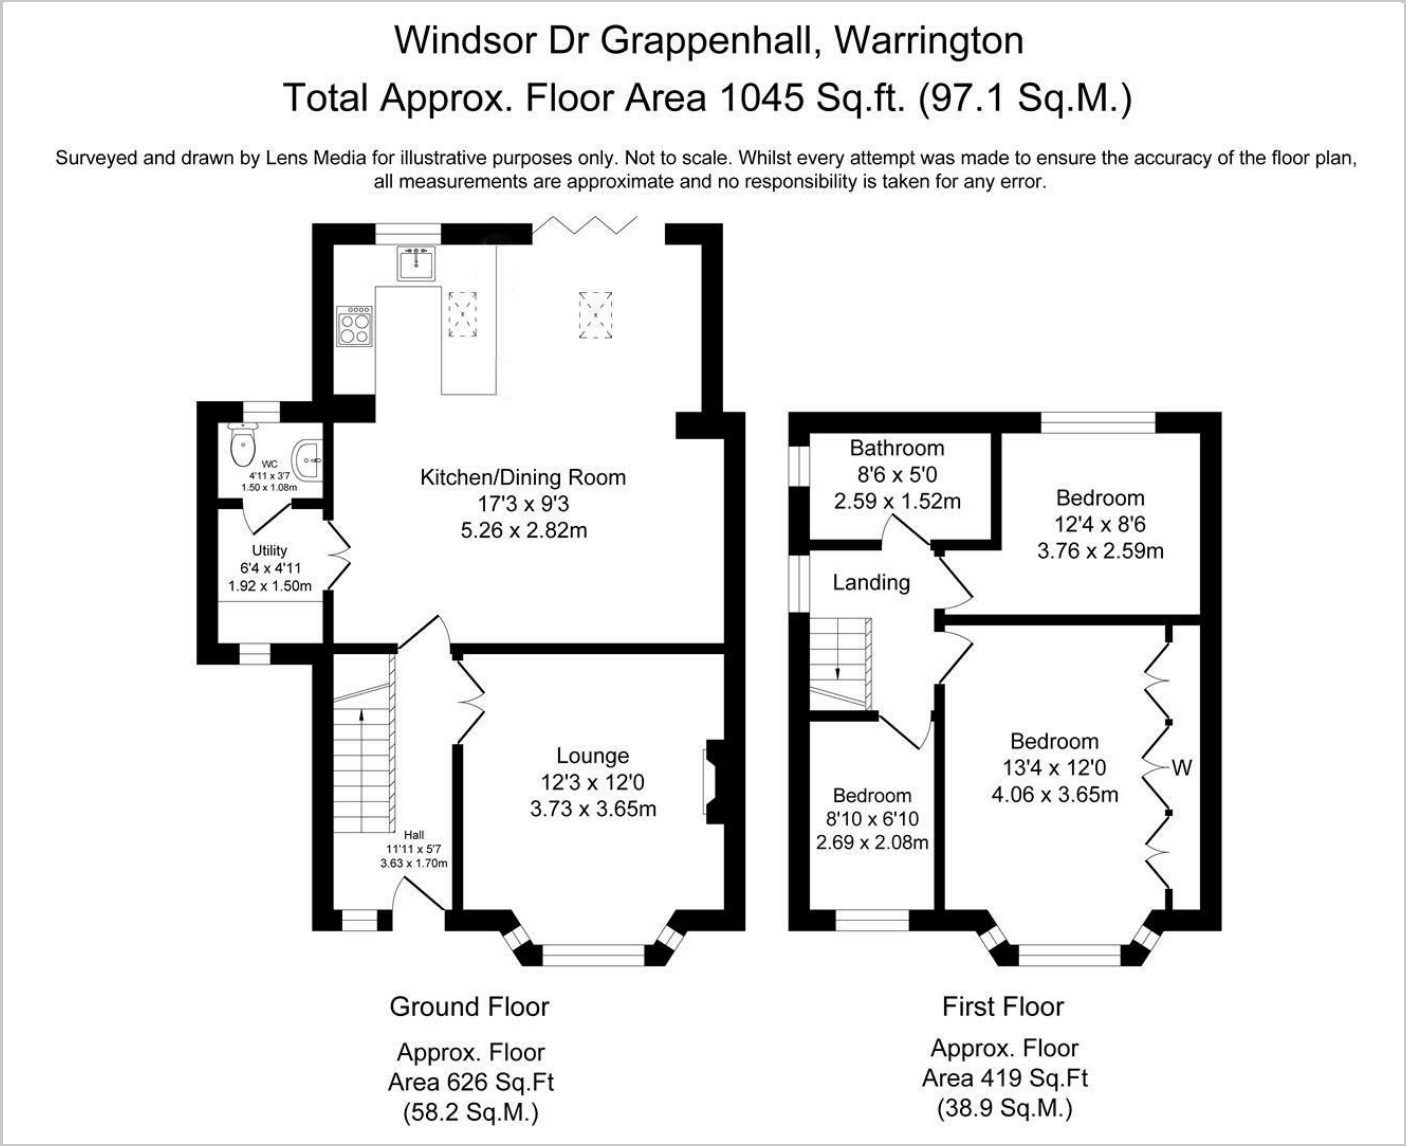 Windsor Dr Grappenhall, Warrington
Total Approx. Floor Area 1045 Sq.ft. (97.1 Sq.M.)
Surveyed and drawn by Lens Media for illustrative purposes only. Not to scale. Whilst every attempt was made to ensure the accuracy of the floor plan,
all measurements are approximate and no responsibility is taken for any error.
WC
4'11 x 3'7
1.50 x 1.08m
Utility
6'4 x 4'11
1.92 x 1.50m
Kitchen/Dining Room
17'3 x 9'3
5.26 x 2.82m
Lounge
12'3 x 12'0
3.73 x 3.65m
Hall
11'11 x 5'7
3.63 x 1.70m
Ground Floor
Approx. Floor
Area 626 Sq.Ft
(58.2 Sq.M.)
Bathroom
8'6 x 5'0
2.59 x 1.52m
Bedroom
12'4 x 8'6
3.76 x 2.59m
Landing
Bedroom
13'4 x 12'0
4.06 x 3.65m
W
Bedroom
8'10 x 6'10
2.69 x 2.08m
First Floor
Approx. Floor
Area 419 Sq.Ft
(38.9 Sq.M.)